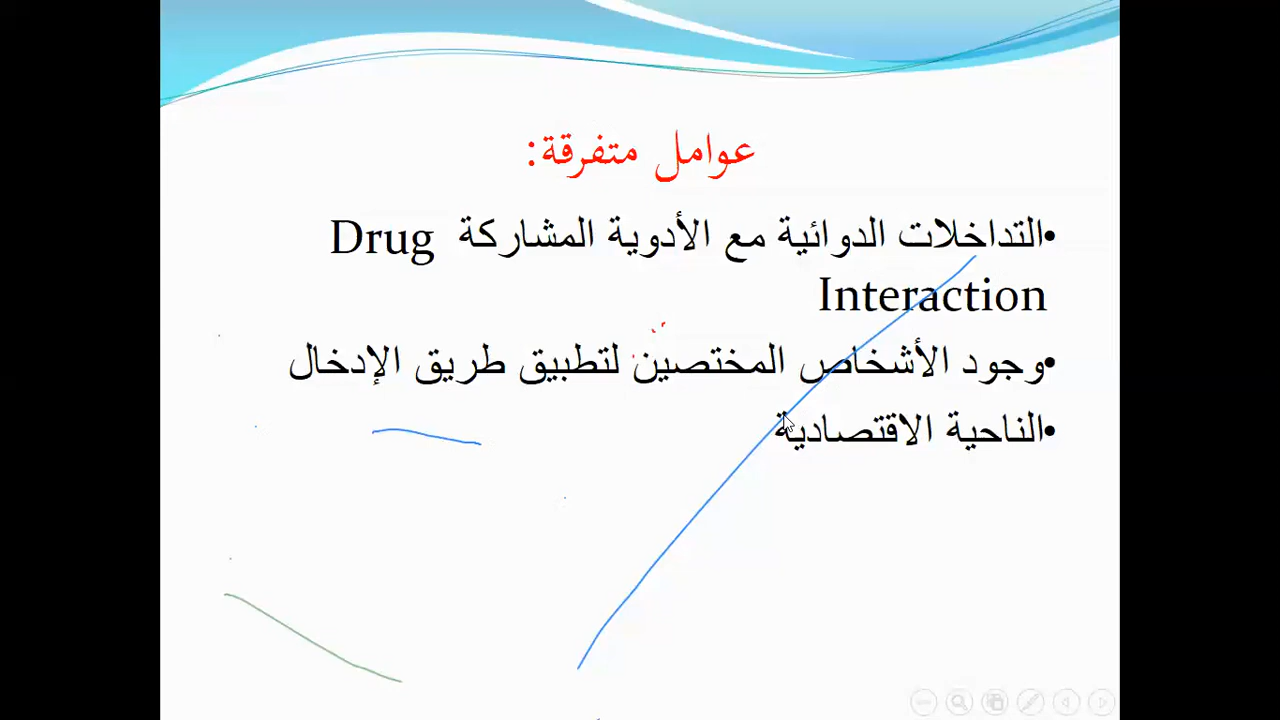 عوامل متفرقة:
•التداخلات الدوائية مع الأدوية المشاركة Drug
Interaction
•وجود الأشخاص المختصين لتطبيق طريق الإدخال
•الناحية الاقتصادية